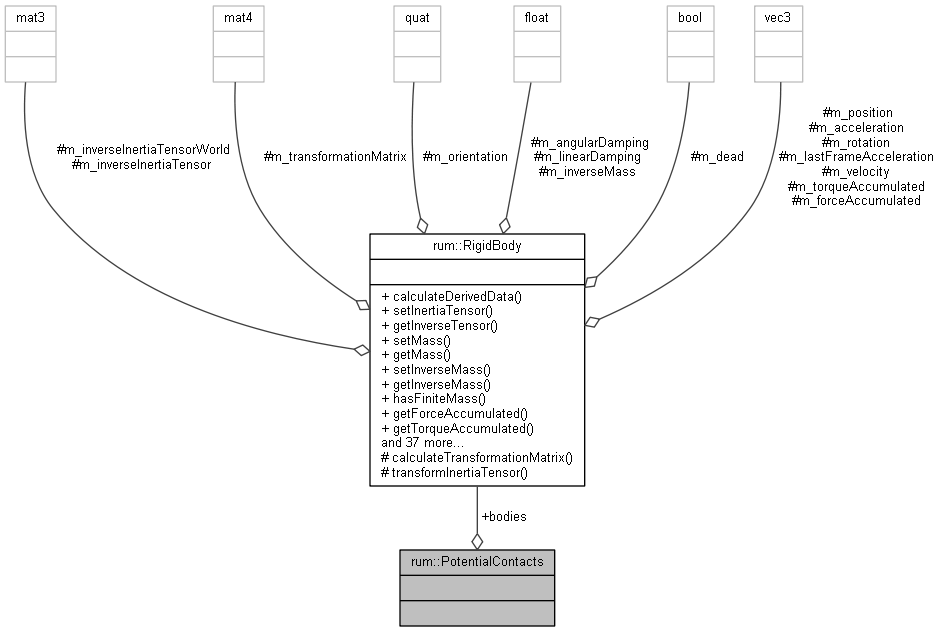 mat3
mat4
quat
float
bool
vec3
#m_inverseInertiaTensorWorld
#m_inverseInertiaTensor
#m_transformationMatrix
#m_orientation
#m_angularDamping
#m_linearDamping
#m_inverseMass
#m_dead
#m_position
#m_acceleration
#m_rotation
#m_lastFrameAcceleration
#m_velocity
#m_torqueAccumulated
#m_forceAccumulated
rum::RigidBody
+ calculateDerivedData()
+ setInertiaTensor()
+ getInverseTensor()
+ setMass()
+ getMass()
+ setInverseMass()
+ getInverseMass()
+ hasFiniteMass()
+ getForceAccumulated()
+ getTorqueAccumulated()
and 37 more...
# calculateTransformationMatrix()
# transformInertiaTensor()
+bodies
rum::PotentialContacts